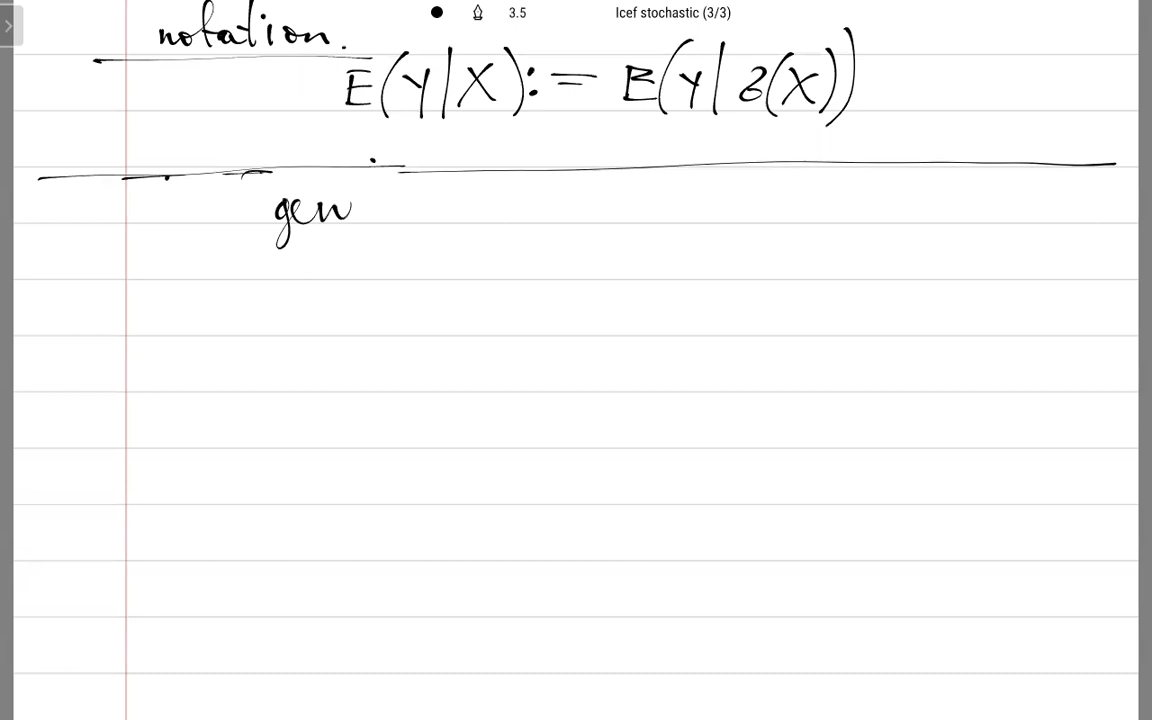 3.5 Icef stochastic (3/3)
notation.
E(Y|X) := E(Y|σ(X))
gen